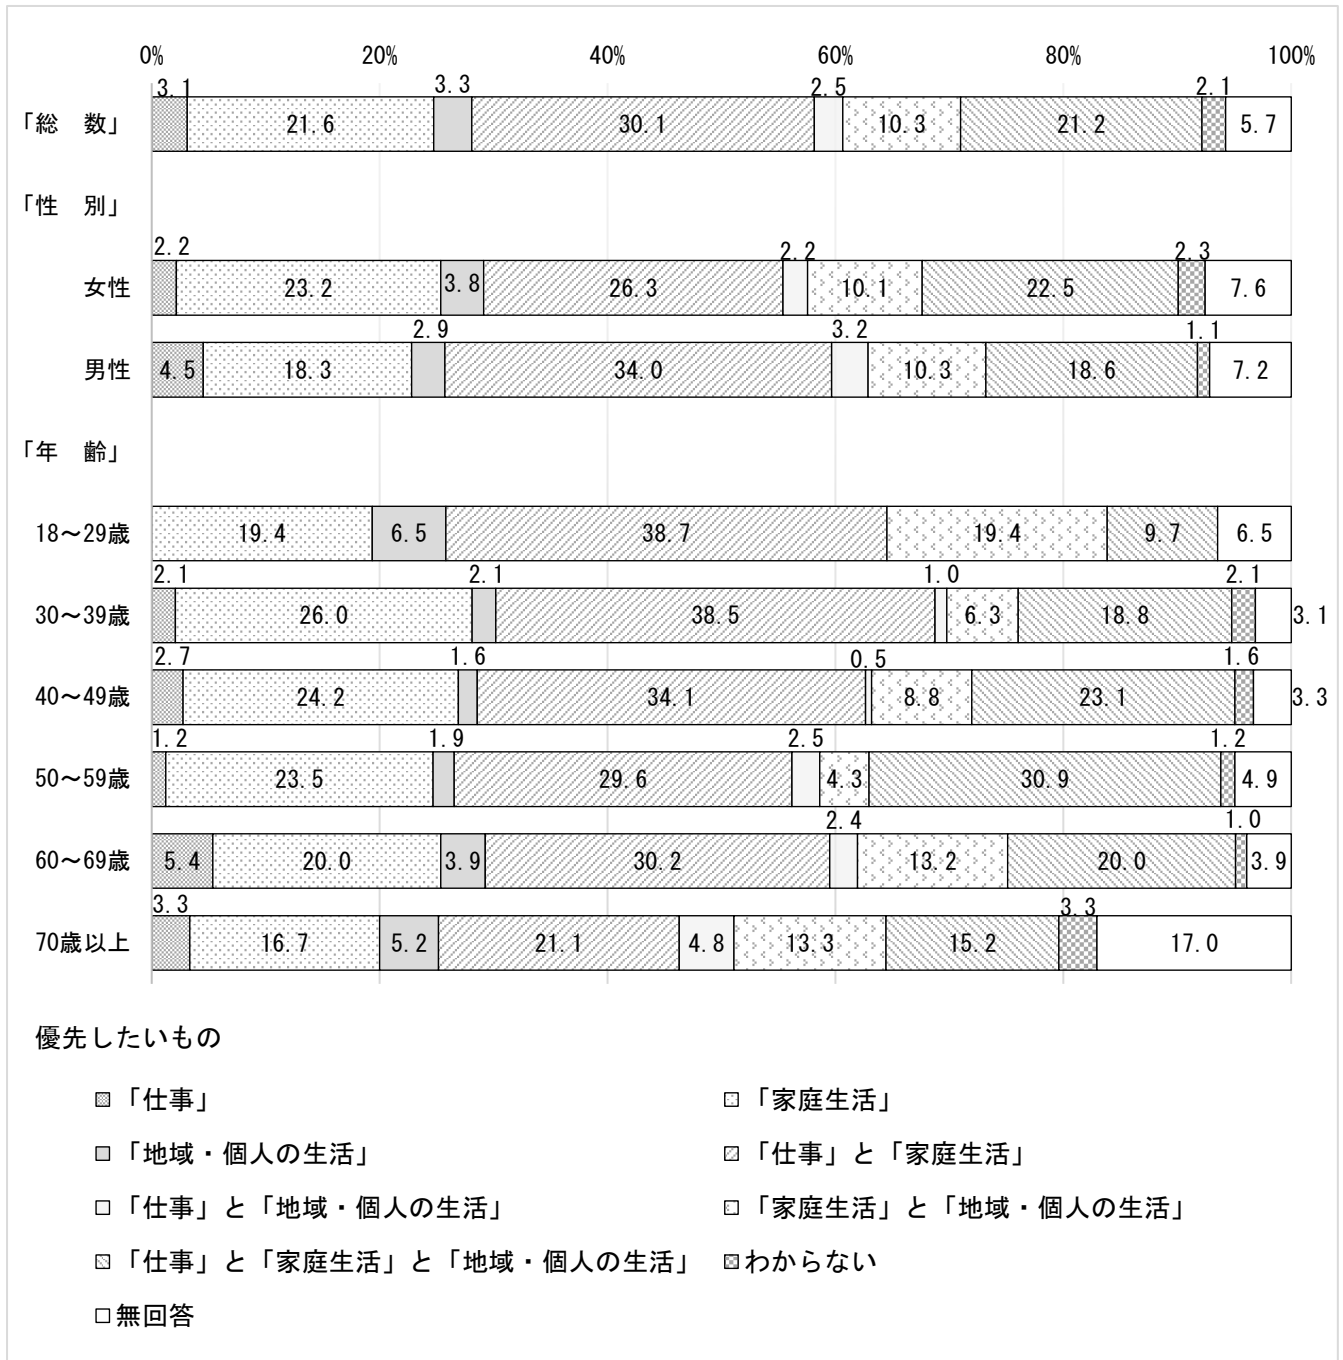 0% 20% 40% 60% 80% 100%
3.1 3.3 2.5 2.1
「総　数」 21.6 30.1 10.3 21.2 5.7
「性　別」
2.2 2.2 2.3
女性 23.2 3.8 26.3 10.1 22.5 7.6
2.9 3.2 1.1
男性 4.5 18.3 34.0 10.3 18.6 7.2
「年　齢」
18～29歳 19.4 6.5 38.7 19.4 9.7 6.5
2.1 2.1 1.0 2.1
30～39歳 26.0 38.5 6.3 18.8 3.1
2.7 1.6 0.5 1.6
40～49歳 24.2 34.1 8.8 23.1 3.3
1.2 1.9 2.5 1.2
50～59歳 23.5 29.6 4.3 30.9 4.9
2.4 1.0
60～69歳 5.4 20.0 3.9 30.2 13.2 20.0 3.9
3.3 3.3
70歳以上 16.7 5.2 21.1 4.8 13.3 15.2 17.0
優先したいもの
「仕事」 「家庭生活」
「地域・個人の生活」 「仕事」と「家庭生活」
「仕事」と「地域・個人の生活」 「家庭生活」と「地域・個人の生活」
「仕事」と「家庭生活」と「地域・個人の生活」 わからない
無回答